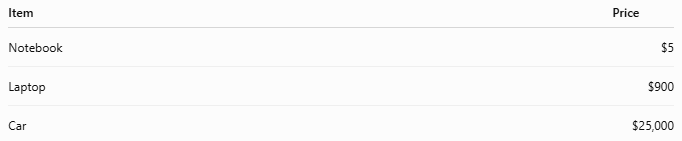 Item Price
Notebook $5
Laptop $900
Car $25,000